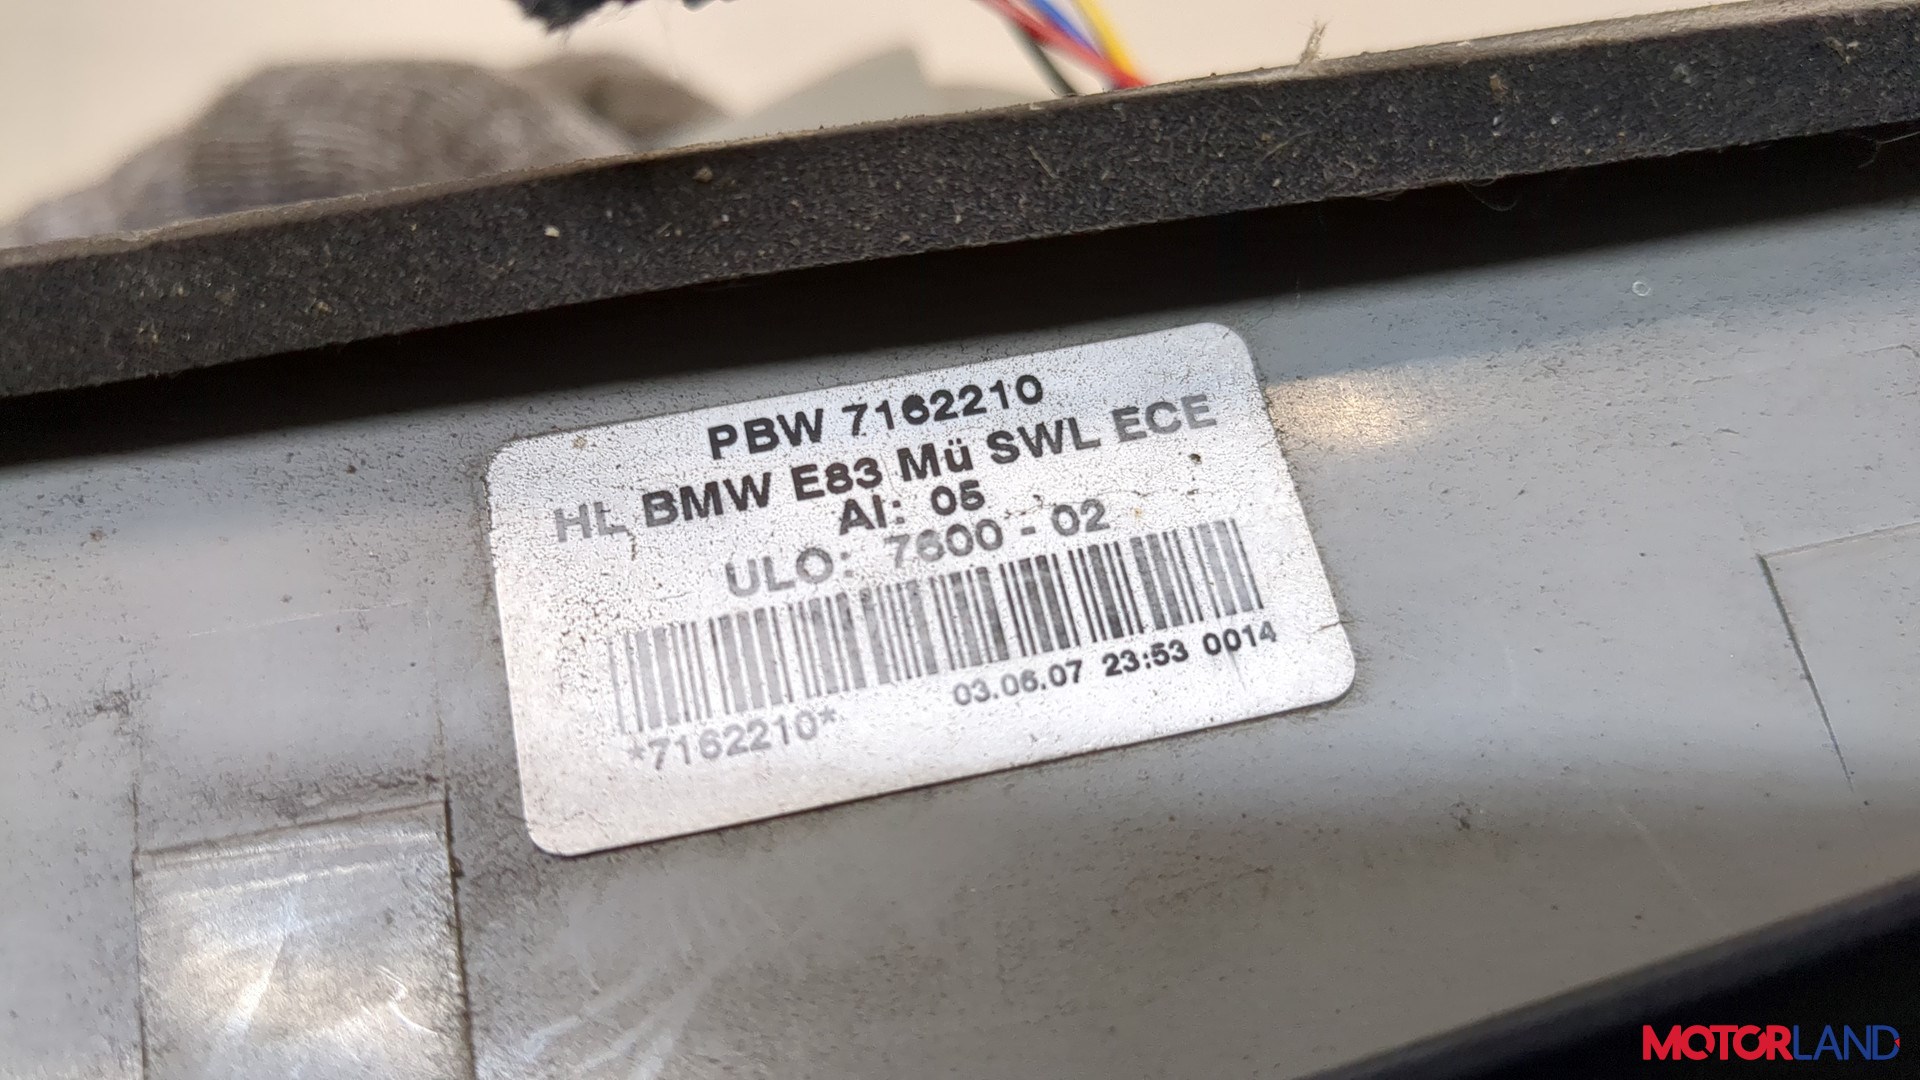 PBW 7162210
HL BMW E83 Mü SWL ECE
AI: 05
ULO: 7600 - 02
03.06.07 23:53 0014
*7162210*
MOTORLAND